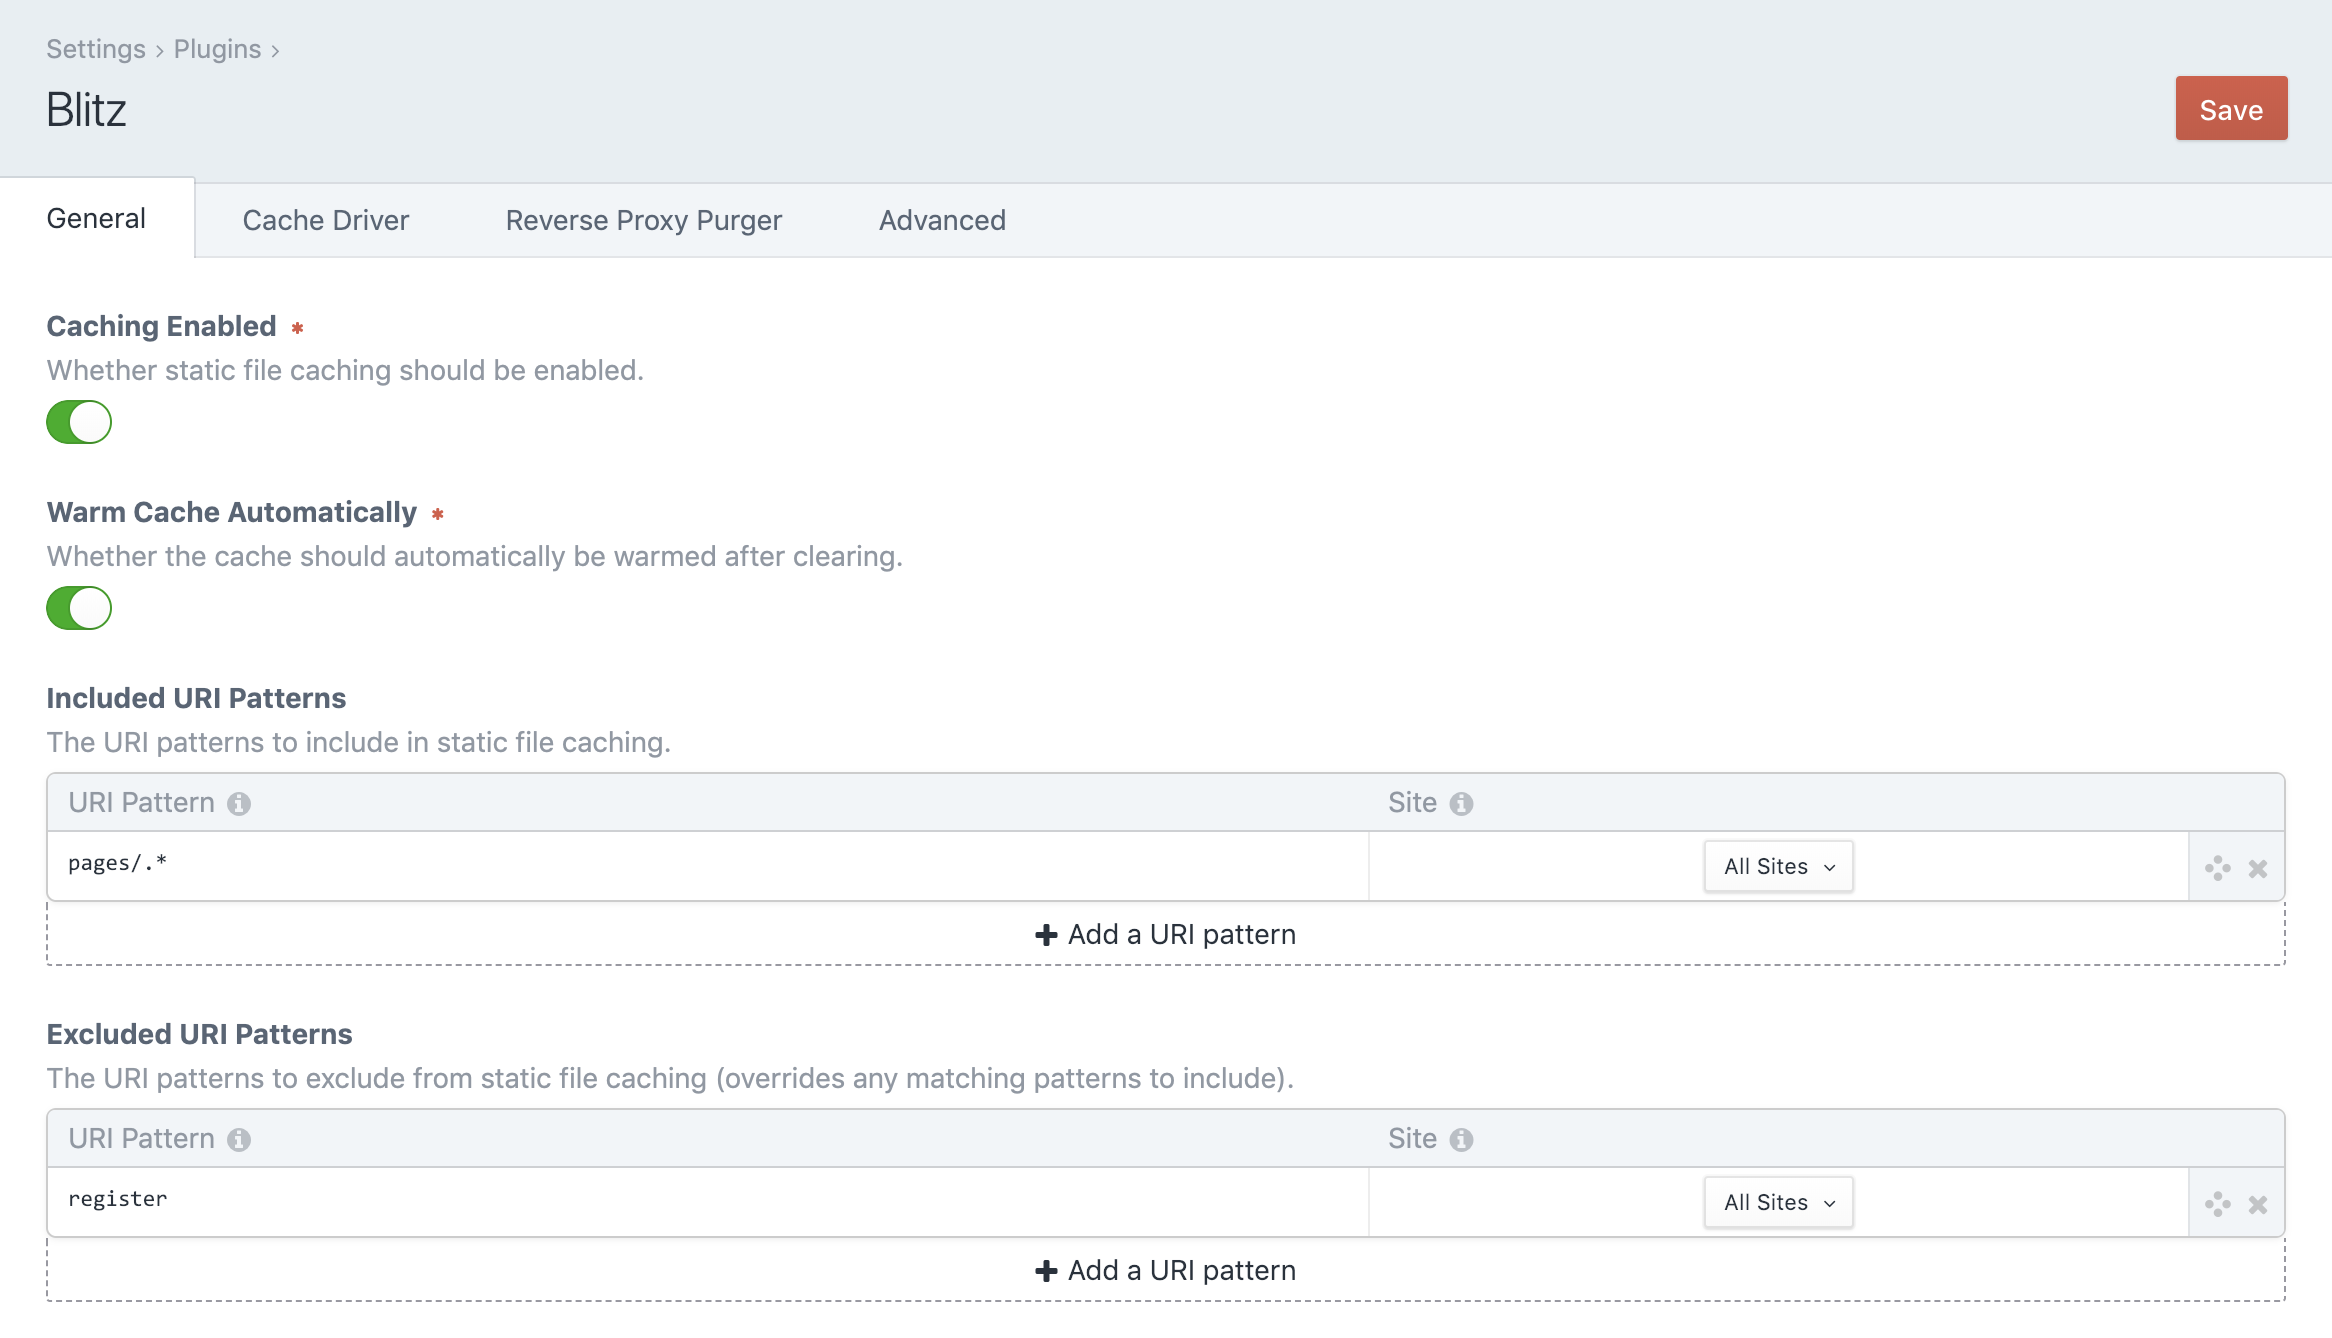 Settings › Plugins ›
Blitz
Save
General Cache Driver Reverse Proxy Purger Advanced
Caching Enabled *
Whether static file caching should be enabled.
Warm Cache Automatically *
Whether the cache should automatically be warmed after clearing.
Included URI Patterns
The URI patterns to include in static file caching.
URI Pattern Site
pages/.* All Sites
Add a URI pattern
Excluded URI Patterns
The URI patterns to exclude from static file caching (overrides any matching patterns to include).
URI Pattern Site
register All Sites
Add a URI pattern